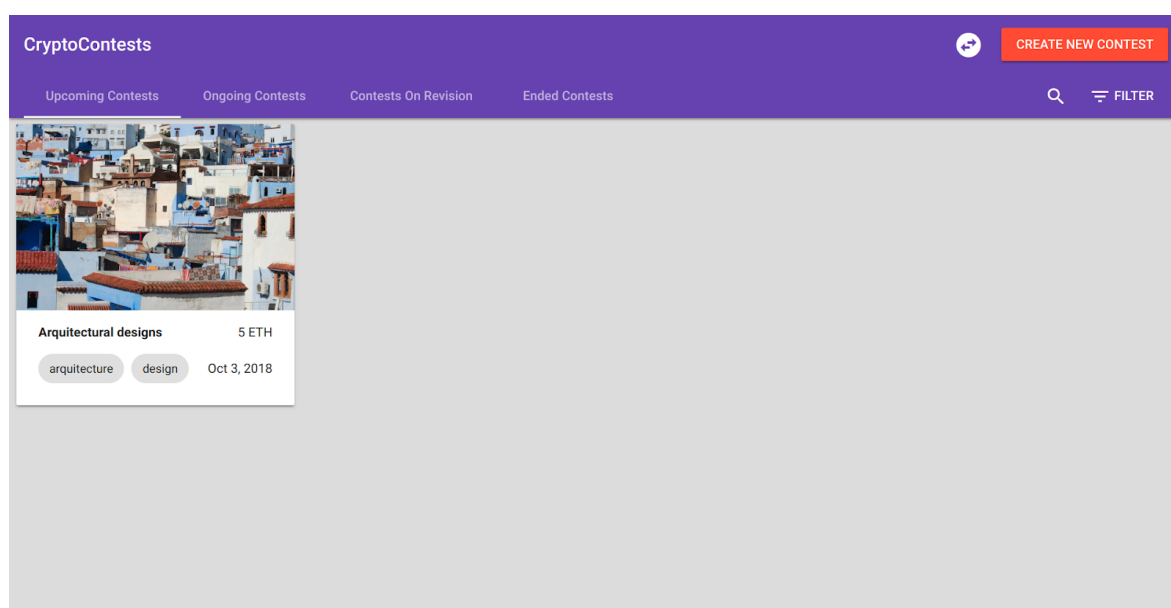 CryptoContests
CREATE NEW CONTEST
Upcoming Contests
Ongoing Contests
Contests On Revision
Ended Contests
FILTER
Arquitectural designs
5 ETH
arquitecture
design
Oct 3, 2018